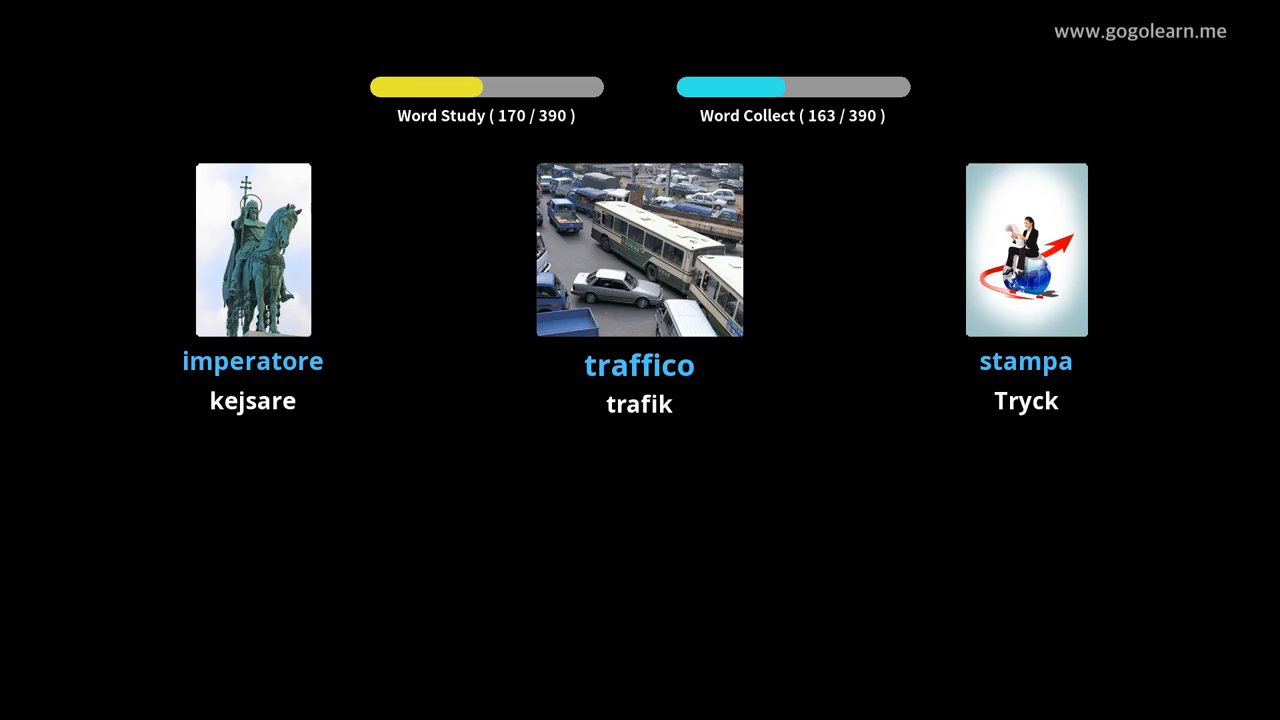 www.gogolearn.me
Word Study ( 170 / 390 )
Word Collect ( 163 / 390 )
imperatore
kejsare
traffico
trafik
stampa
Tryck